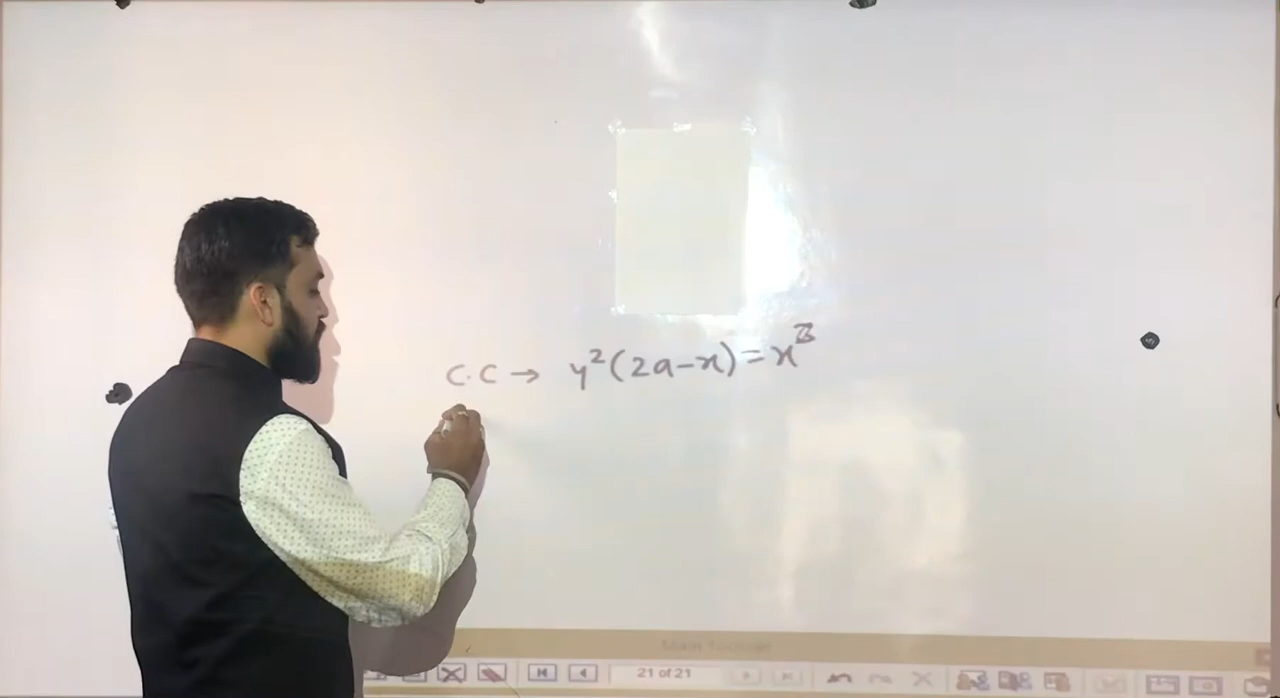 C.C → y²(2a-x)=x³
21 of 21